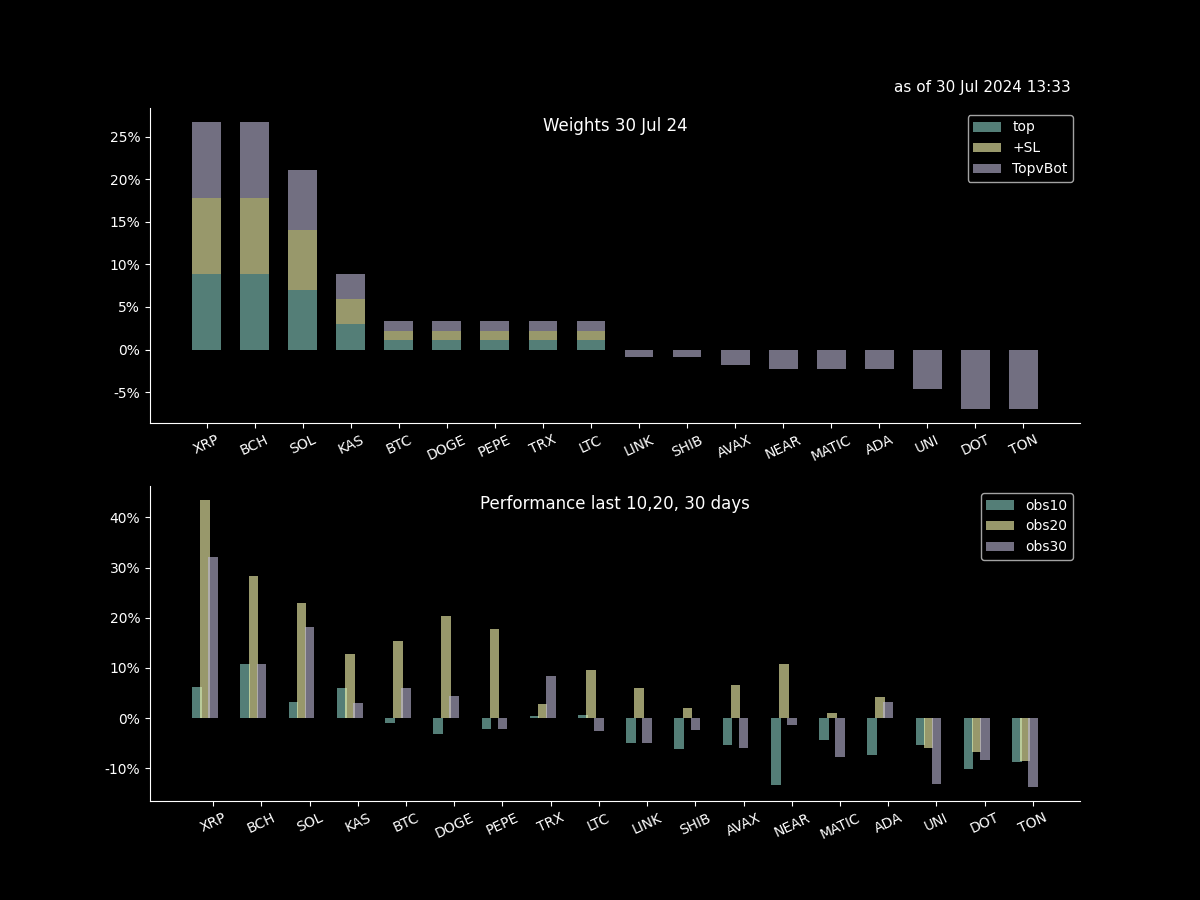 as of 30 Jul 2024 13:33
Weights 30 Jul 24
top
+SL
TopvBot
25%
20%
15%
10%
5%
0%
-5%
XRP BCH SOL KAS BTC DOGE PEPE TRX LTC LINK SHIB AVAX NEAR MATIC ADA UNI DOT TON
Performance last 10,20, 30 days
obs10
obs20
obs30
40%
30%
20%
10%
0%
-10%
XRP BCH SOL KAS BTC DOGE PEPE TRX LTC LINK SHIB AVAX NEAR MATIC ADA UNI DOT TON